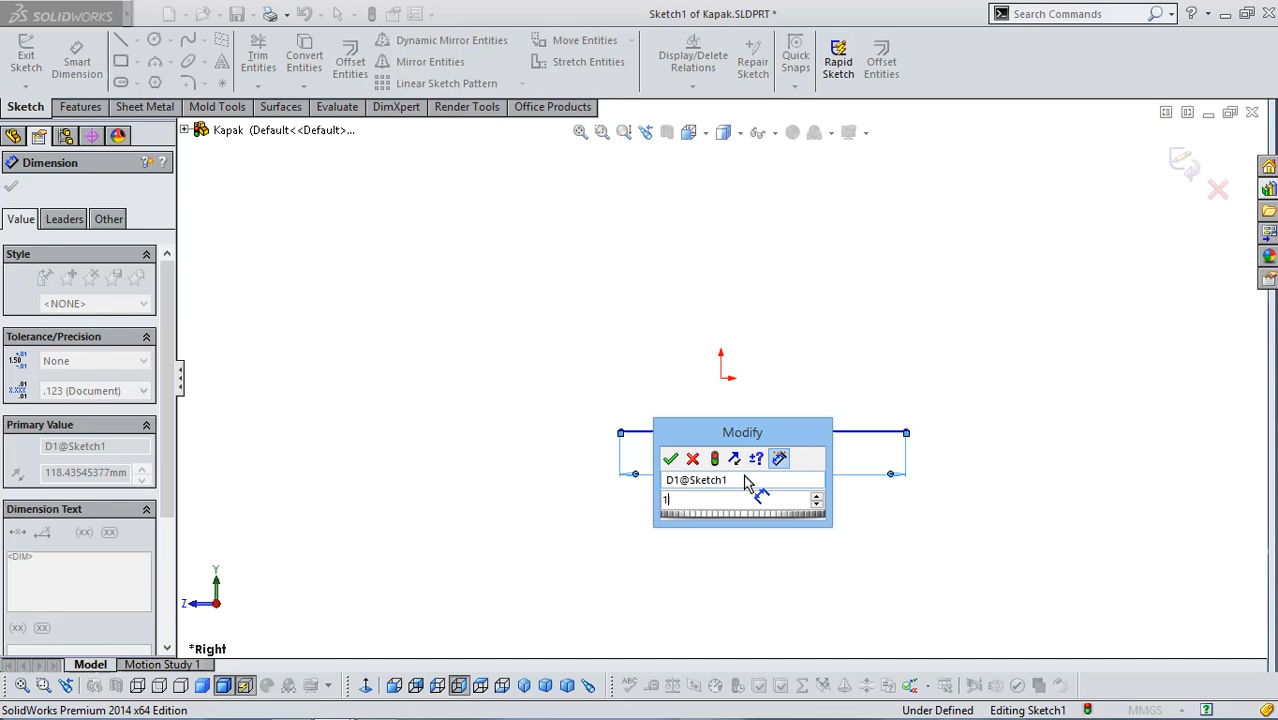 SOLIDWORKS
Sketch1 of Kapak.SLDPRT *
Search Commands
Exit Sketch
Smart Dimension
Trim Entities
Convert Entities
Offset Entities
Dynamic Mirror Entities
Mirror Entities
Linear Sketch Pattern
Move Entities
Stretch Entities
Display/Delete Relations
Repair Sketch
Quick Snaps
Rapid Sketch
Offset Entities
Sketch
Features
Sheet Metal
Mold Tools
Surfaces
Evaluate
DimXpert
Render Tools
Office Products
Kapak (Default<<Default>...
Dimension
Value
Leaders
Other
Style
<NONE>
Tolerance/Precision
None
.123 (Document)
Primary Value
D1@Sketch1
118.43545377mm
Dimension Text
<DIM>
Modify
D1@Sketch1
1
Y
Z
*Right
Model
Motion Study 1
SolidWorks Premium 2014 x64 Edition
Under Defined
Editing Sketch1
MMGS